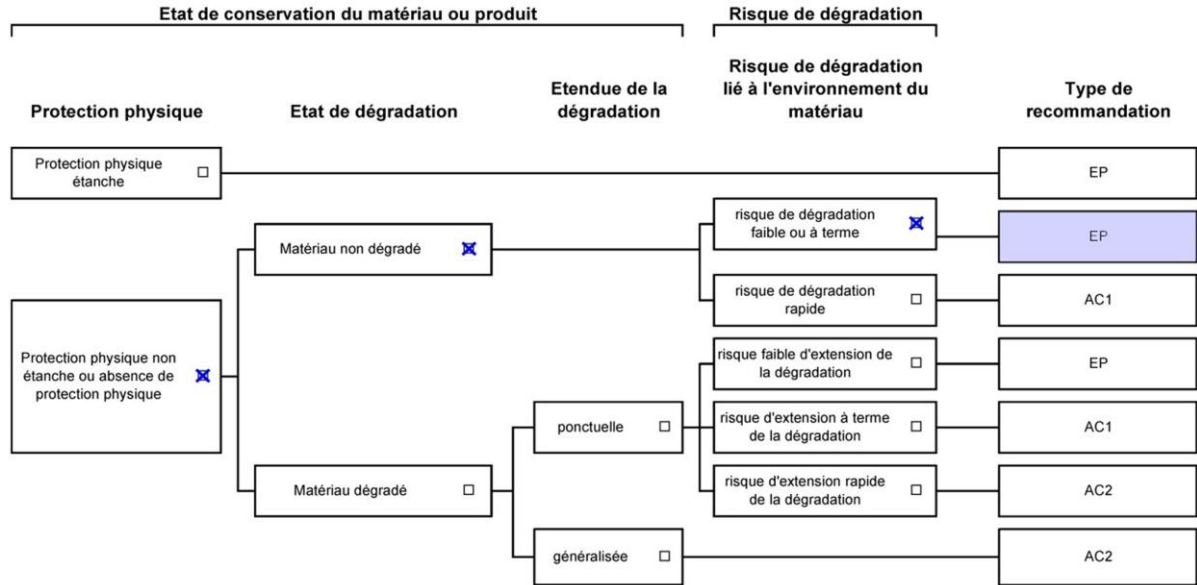 Etat de conservation du matériau ou produit
Risque de dégradation
Protection physique
Etat de dégradation
Etendue de la
dégradation
Risque de dégradation
lié à l'environnement du
matériau
Type de
recommandation
Protection physique
étanche
EP
Matériau non dégradé
risque de dégradation
faible ou à terme
EP
risque de dégradation
rapide
AC1
Protection physique non
étanche ou absence de
protection physique
risque faible d'extension de
la dégradation
EP
ponctuelle
risque d'extension à terme
de la dégradation
AC1
Matériau dégradé
risque d'extension rapide
de la dégradation
AC2
généralisée
AC2